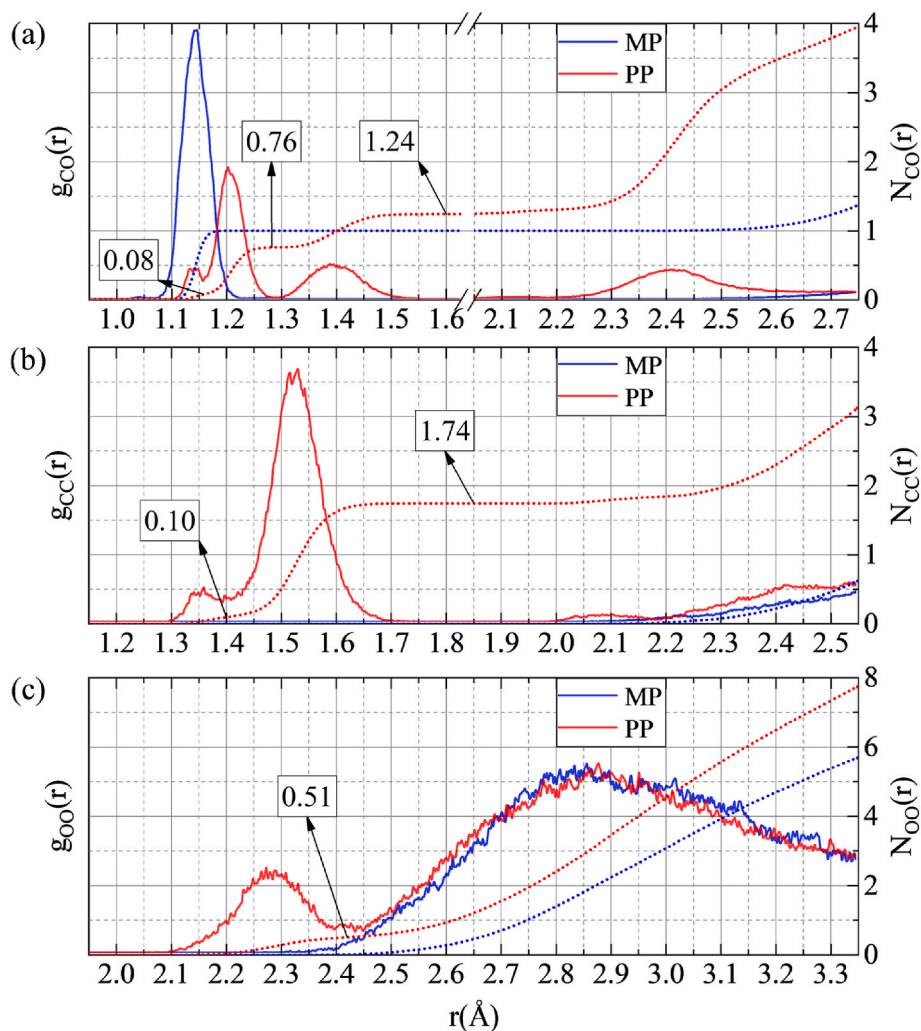 (a)
MP
PP
0.08
0.76
1.24
g_CO(r)
N_CO(r)
4
3
2
1
0
1.0 1.1 1.2 1.3 1.4 1.5 1.6 2.1 2.2 2.3 2.4 2.5 2.6 2.7
(b)
MP
PP
0.10
1.74
g_CC(r)
N_CC(r)
4
3
2
1
0
1.2 1.3 1.4 1.5 1.6 1.7 1.8 1.9 2.0 2.1 2.2 2.3 2.4 2.5
(c)
MP
PP
0.51
g_OO(r)
N_OO(r)
8
6
4
2
0
2.0 2.1 2.2 2.3 2.4 2.5 2.6 2.7 2.8 2.9 3.0 3.1 3.2 3.3
r(Å)